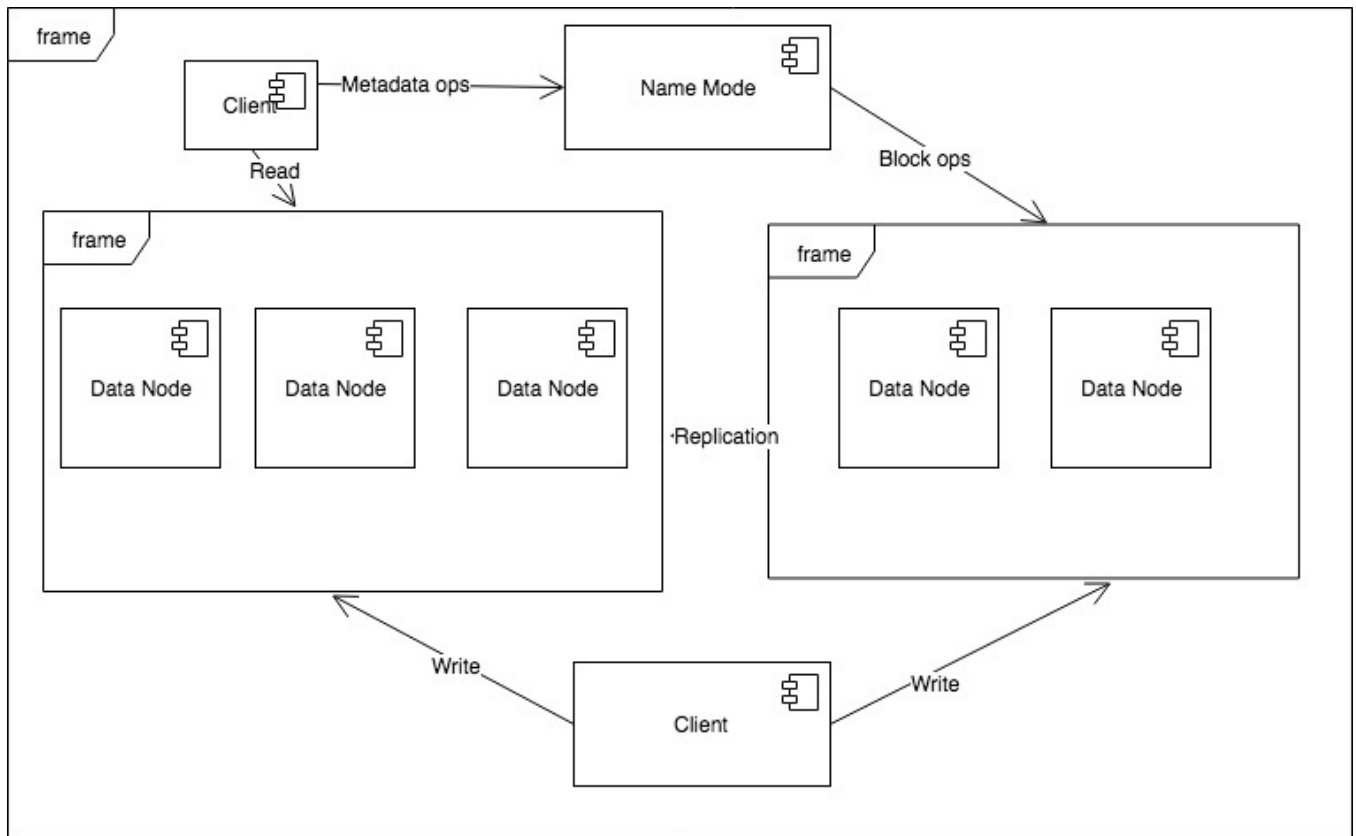 frame
Client
Metadata ops
Name Mode
Read
Block ops
frame
frame
Data Node
Data Node
Data Node
Data Node
Data Node
Replication
Write
Write
Client